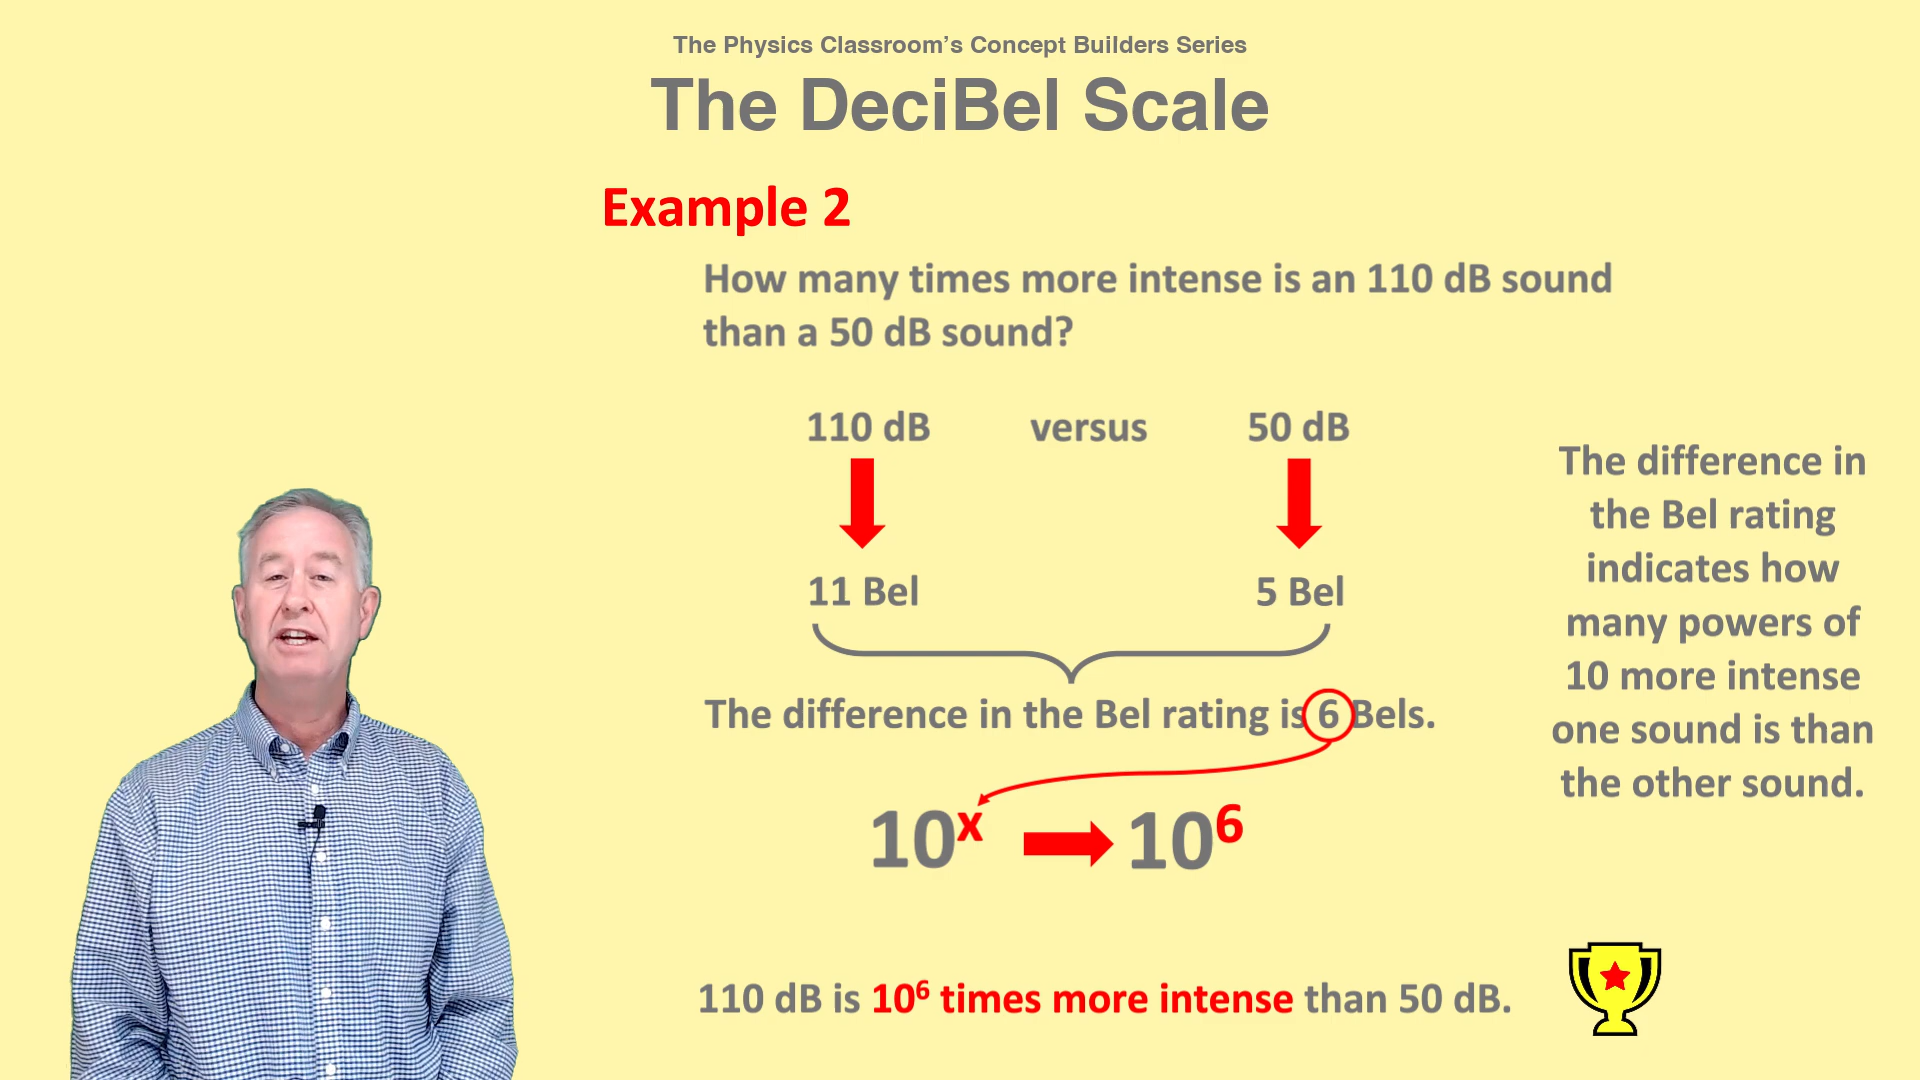 The Physics Classroom’s Concept Builders Series
The DeciBel Scale
Example 2
How many times more intense is an 110 dB sound
than a 50 dB sound?
110 dB versus 50 dB
11 Bel 5 Bel
The difference in the Bel rating is 6 Bels.
10ˣ 10⁶
The difference in
the Bel rating
indicates how
many powers of
10 more intense
one sound is than
the other sound.
110 dB is 10⁶ times more intense than 50 dB.